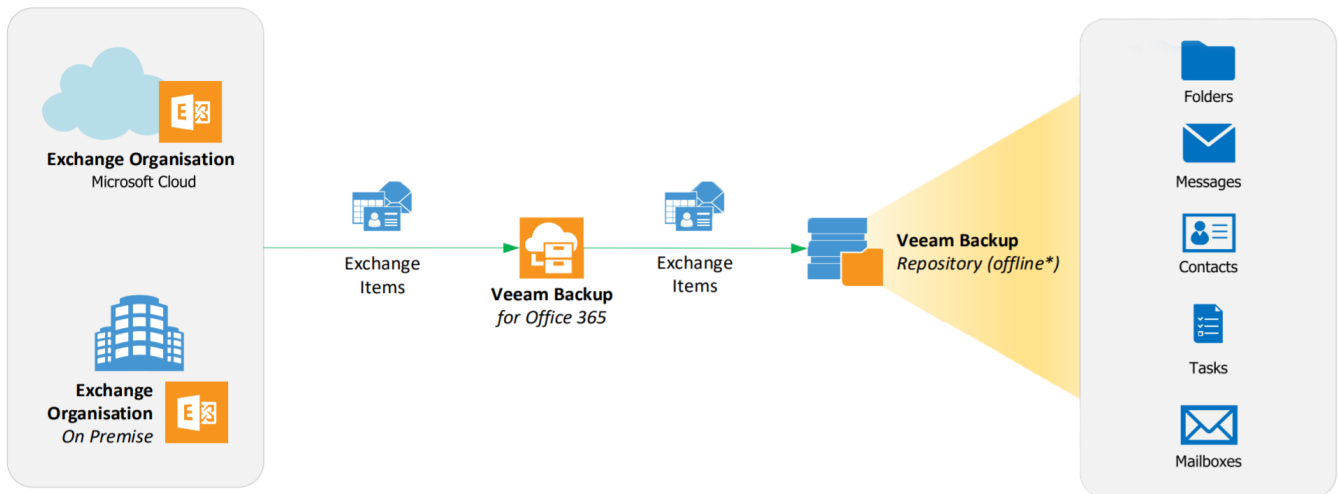 Exchange Organisation
Microsoft Cloud
Exchange
Organisation
On Premise
Exchange
Items
Veeam Backup
for Office 365
Exchange
Items
Veeam Backup
Repository (offline*)
Folders
Messages
Contacts
Tasks
Mailboxes